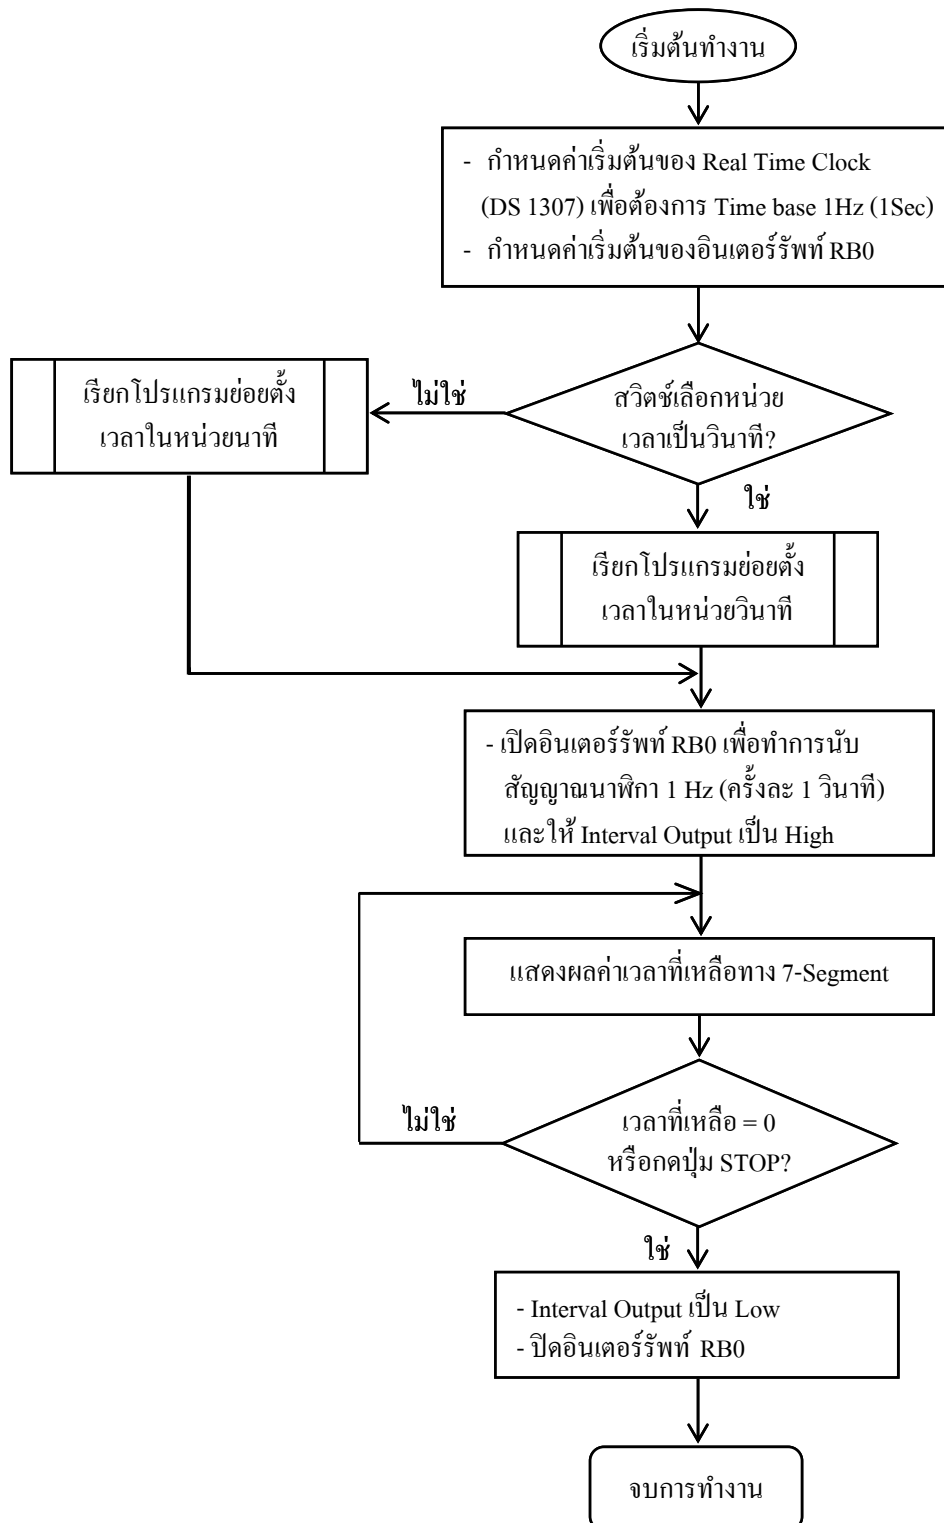 เริ่มต้นทำงาน
- กำหนดค่าเริ่มต้นของ Real Time Clock
(DS 1307) เพื่อต้องการ Time base 1Hz (1Sec)
- กำหนดค่าเริ่มต้นของอินเตอร์รัพท์ RB0
สวิตช์เลือกหน่วย
เวลาเป็นวินาที?
ไม่ใช่
เรียกโปรแกรมย่อยตั้ง
เวลาในหน่วยนาที
ใช่
เรียกโปรแกรมย่อยตั้ง
เวลาในหน่วยวินาที
- เปิดอินเตอร์รัพท์ RB0 เพื่อทำการนับ
สัญญาณนาฬิกา 1 Hz (ครั้งละ 1 วินาที)
และให้ Interval Output เป็น High
แสดงผลค่าเวลาที่เหลือทาง 7-Segment
เวลาที่เหลือ = 0
หรือกดปุ่ม STOP?
ไม่ใช่
ใช่
- Interval Output เป็น Low
- ปิดอินเตอร์รัพท์ RB0
จบการทำงาน